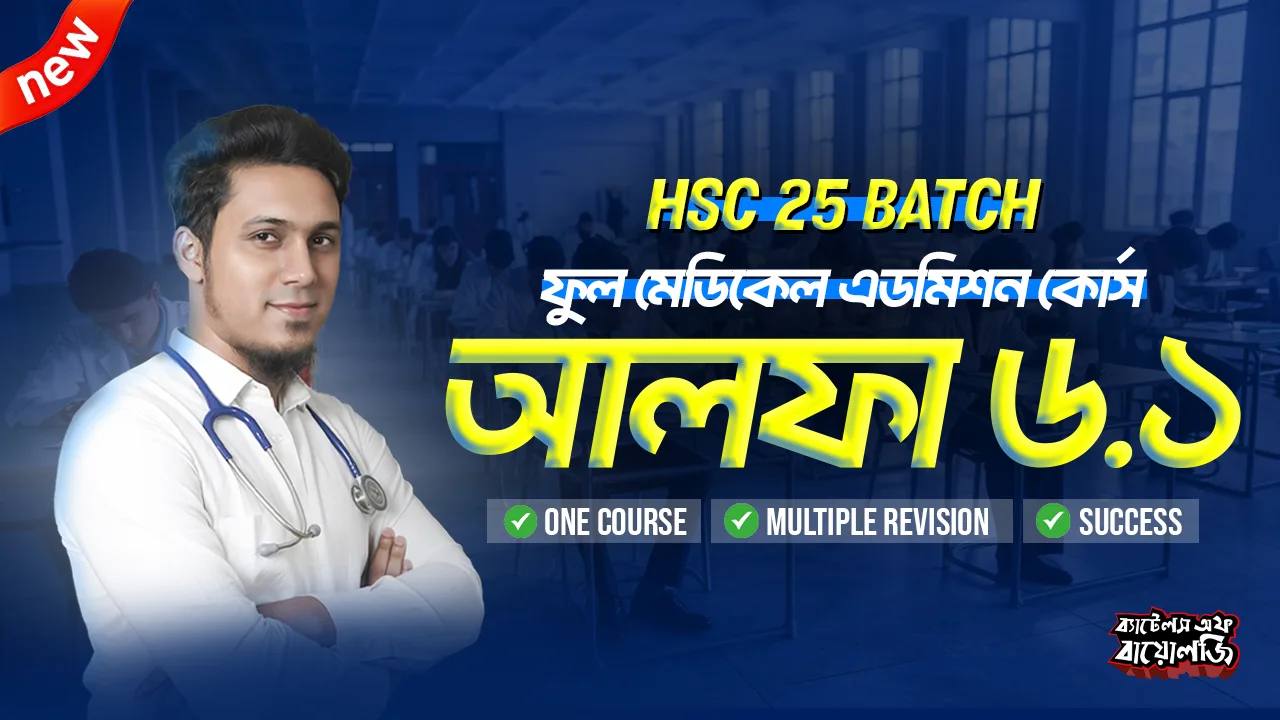 new
HSC 25 BATCH
ফুল মেডিকেল এডমিশন কোর্স
আলফা ৬.১
ONE COURSE
MULTIPLE REVISION
SUCCESS
ব্যাটেলস অফ
বায়োলজি